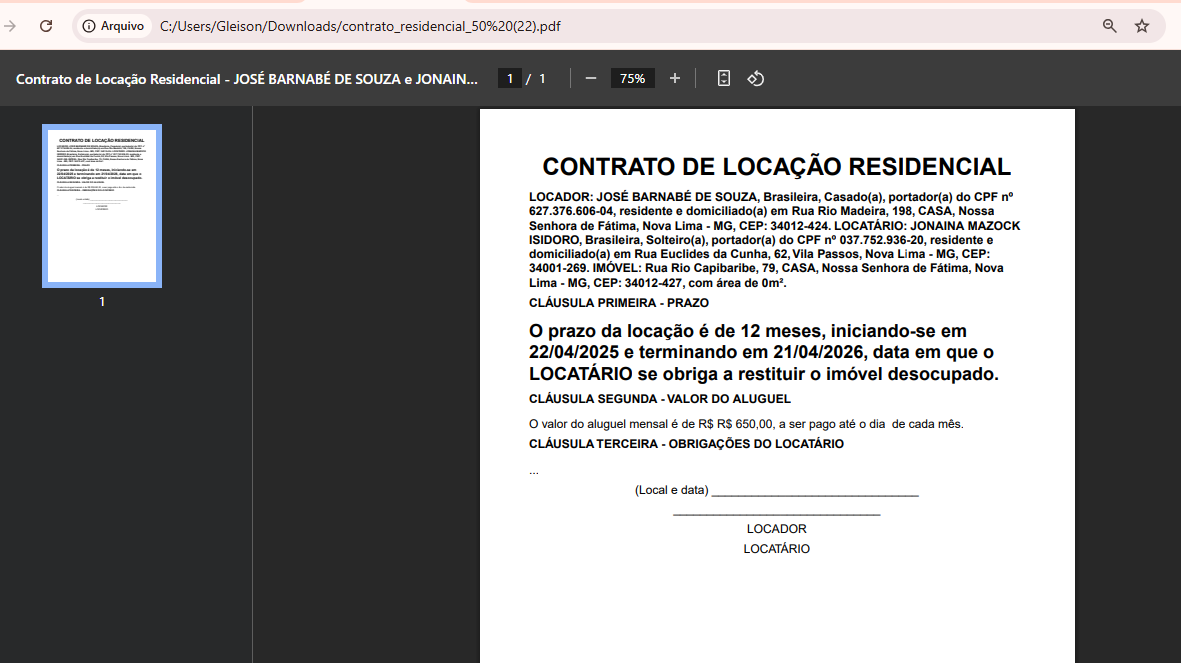 Arquivo
C:/Users/Gleison/Downloads/contrato_residencial_50%20(22).pdf
Contrato de Locação Residencial - JOSÉ BARNABÉ DE SOUZA e JONAIN...
1 / 1
75%
1
CONTRATO DE LOCAÇÃO RESIDENCIAL
LOCADOR: JOSÉ BARNABÉ DE SOUZA, Brasileira, Casado(a), portador(a) do CPF nº
627.376.606-04, residente e domiciliado(a) em Rua Rio Madeira, 198, CASA, Nossa
Senhora de Fátima, Nova Lima - MG, CEP: 34012-424. LOCATÁRIO: JONAINA MAZOCK
ISIDORO, Brasileira, Solteiro(a), portador(a) do CPF nº 037.752.936-20, residente e
domiciliado(a) em Rua Euclides da Cunha, 62, Vila Passos, Nova Lima - MG, CEP:
34001-269. IMÓVEL: Rua Rio Capibaribe, 79, CASA, Nossa Senhora de Fátima, Nova
Lima - MG, CEP: 34012-427, com área de 0m².
CLÁUSULA PRIMEIRA - PRAZO
O prazo da locação é de 12 meses, iniciando-se em
22/04/2025 e terminando em 21/04/2026, data em que o
LOCATÁRIO se obriga a restituir o imóvel desocupado.
CLÁUSULA SEGUNDA - VALOR DO ALUGUEL
O valor do aluguel mensal é de R$ R$ 650,00, a ser pago até o dia  de cada mês.
CLÁUSULA TERCEIRA - OBRIGAÇÕES DO LOCATÁRIO
...
(Local e data) _______________________________
_______________________________
LOCADOR
LOCATÁRIO